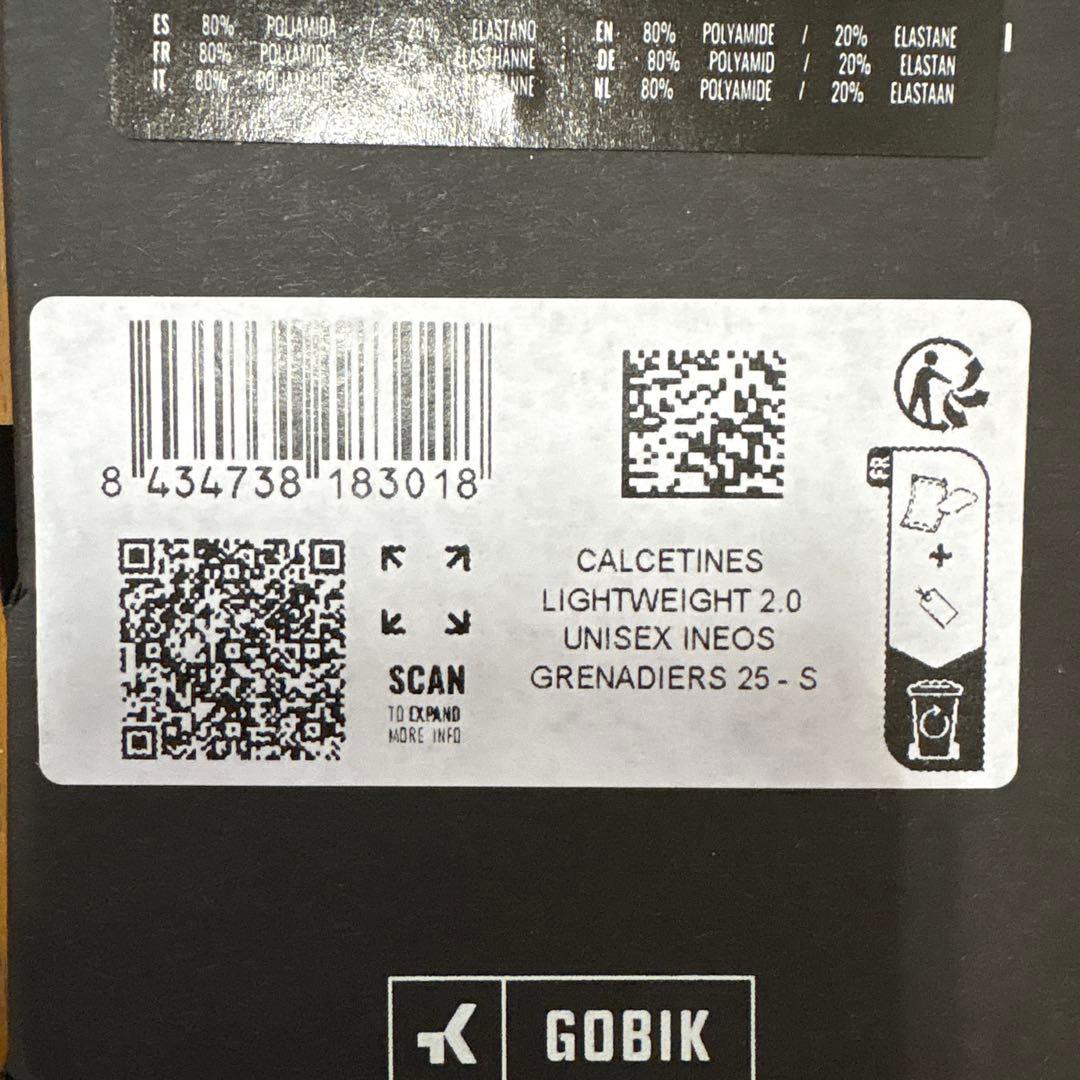 ES 80% POLIAMIDA / 20% ELASTANO ; EN 80% POLYAMIDE / 20% ELASTANE
FR 80% POLYAMIDE / 20% ELASTHANNE ; DE 80% POLYAMID / 20% ELASTAN
IT 80% NL 80% POLYAMIDE / 20% ELASTAAN
8 434738 183018
FR
CALCETINES
LIGHTWEIGHT 2.0
UNISEX INEOS
GRENADIERS 25 - S
SCAN
TO EXPAND
MORE INFO
GOBIK